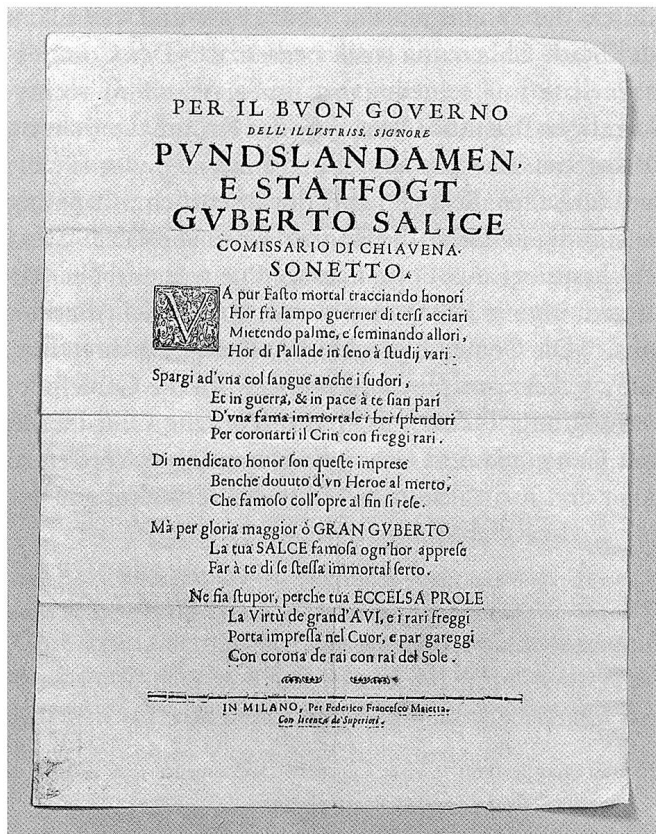 PER IL BVON GOVERNO
DELL' ILLVSTRISS. SIGNORE
PVNDSLANDAMEN,
E STATFOGT
GVBERTO SALICE
COMISSARIO DI CHIAVENA.
SONETTO.
VA pur Fasto mortal tracciando honori
Hor frà lampo guerrier di tersi acciari
Mietendo palme, e seminando allori,
Hor di Pallade in seno à studij vari.
Spargi ad'vna col sangue anche i sudori,
Et in guerra, & in pace à te sian pari
D'vna fama immortale i bei splendori
Per coronarti il Crin con freggi rari.
Di mendicato honor son queste imprese
Benche douuto d'vn Heroe al merto,
Che famoso coll'opre al fin si rese.
Mà per gloria maggior ò GRAN GVBERTO
La tua SALCE famosa ogn'hor apprese
Far à te di se stessa immortal serto.
Ne sia stupor, perche tua ECCELSA PROLE
La Virtù de grand'AVI, e i rari freggi
Porta impressa nel Cuor, e par gareggi
Con corona de rai con rai del Sole.
IN MILANO, Per Federico Francesco Maietta.
Con licenza de' Superiori.